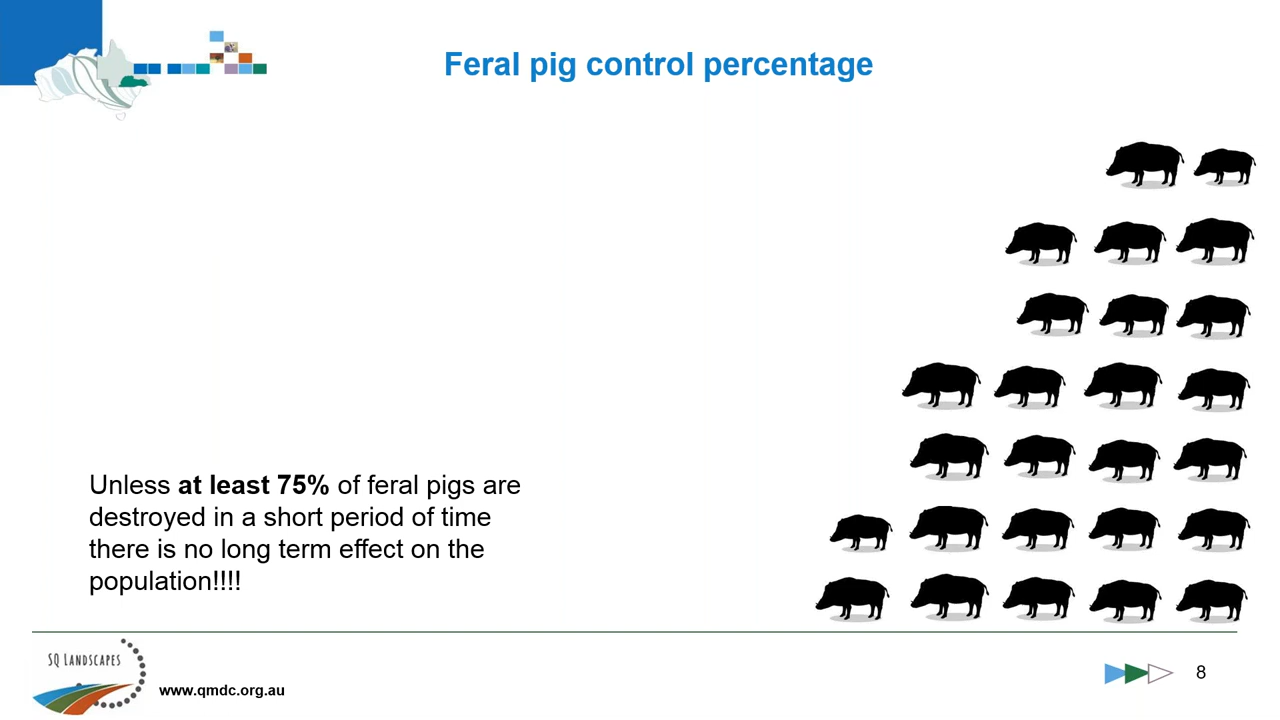 Feral pig control percentage
Unless at least 75% of feral pigs are
destroyed in a short period of time
there is no long term effect on the
population!!!!
SQ LANDSCAPES
www.qmdc.org.au
8